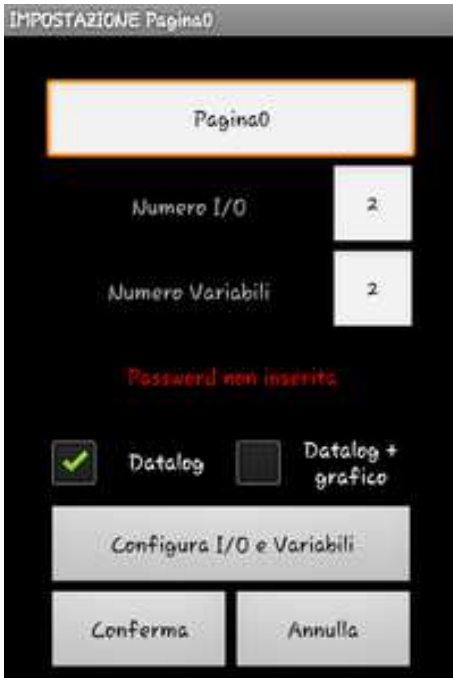 IMPOSTAZIONE Pagina0
Pagina0
Numero I/O
2
Numero Variabili
2
Password non inserita
Datalog
Datalog +
grafico
Configura I/O e Variabili
Conferma
Annulla